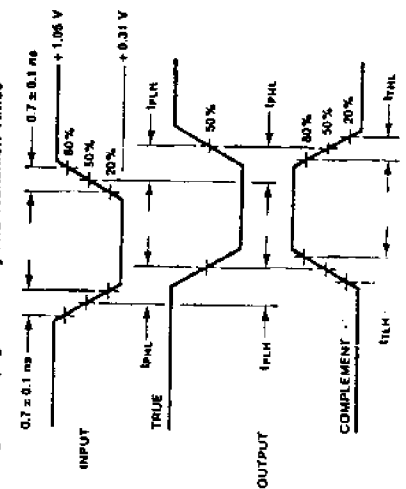 0.7 ± 0.1 ns
0.7 ± 0.1 ns
+ 1.05 V
80%
50%
20%
+ 0.31 V
INPUT
tPHL
tPLH
TRUE
50%
tPLH
tPHL
OUTPUT
80%
50%
20%
COMPLEMENT
tTLH
tTHL